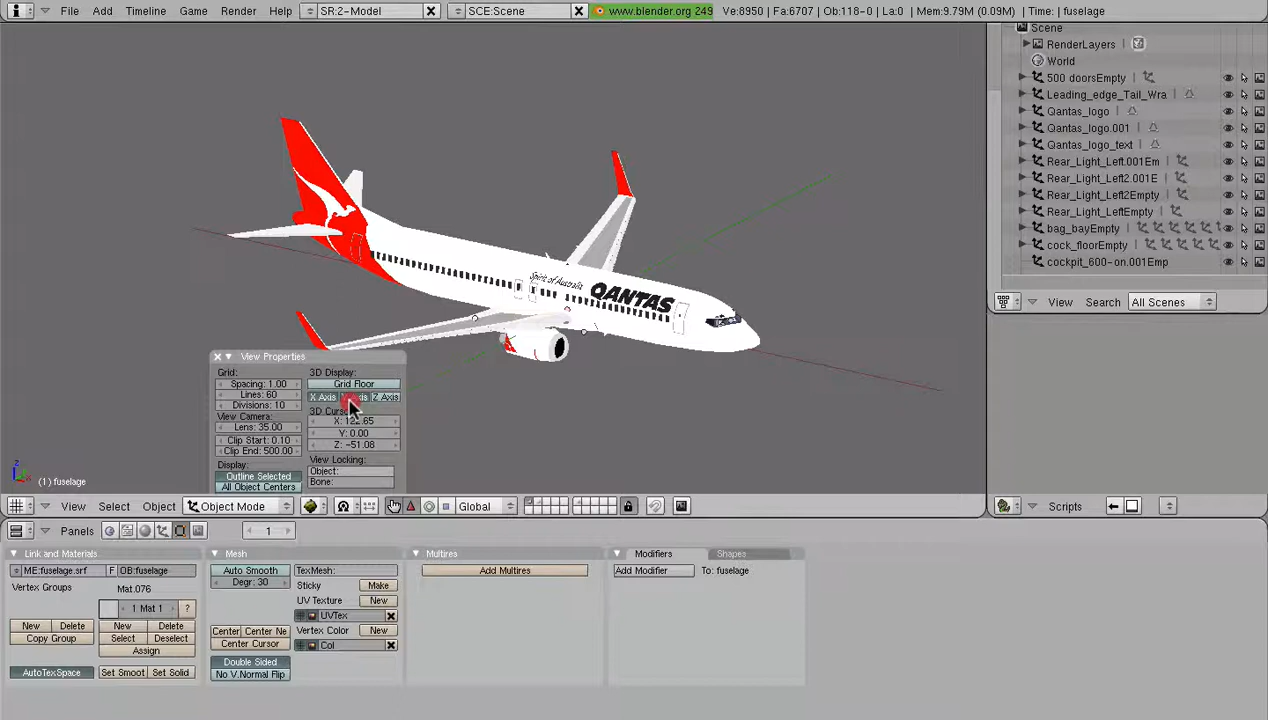 File Add Timeline Game Render Help SR:2-Model SCE:Scene www.blender.org 249 Ve:8950 | Fa:6707 | Ob:118-0 | La:0 | Mem:9.79M (0.09M) | Time: | fuselage
Scene
RenderLayers
World
500 doorsEmpty
Leading_edge_Tail_Wra
Qantas_logo
Qantas_logo.001
Qantas_logo_text
Rear_Light_Left.001Em
Rear_Light_Left2.001E
Rear_Light_Left2Empty
Rear_Light_LeftEmpty
bag_bayEmpty
cock_floorEmpty
cockpit_600-on.001Emp
View Search All Scenes
Spirit of Australia
QANTAS
View Properties
Grid:
Spacing: 1.00
Lines: 60
Divisions: 10
View Camera:
Lens: 35.00
Clip Start: 0.10
Clip End: 500.00
Display:
Outline Selected
All Object Centers
3D Display:
Grid Floor
X Axis Z Axis
X: 122.65
Y: 0.00
Z: -51.08
View Locking:
Object:
Bone:
z
(1) fuselage
View Select Object Object Mode Global
Scripts
Panels 1
Link and Materials
ME:fuselage.srf F OB:fuselage
Vertex Groups
Mat.076
1 Mat 1 ?
New Delete New Delete
Copy Group Select Deselect
Assign
AutoTexSpace Set Smoot Set Solid
Mesh
Auto Smooth
Degr: 30
TexMesh:
Sticky Make
UV Texture New
UVTex
Vertex Color New
Col
Center Center Ne
Center Cursor
Double Sided
No V.Normal Flip
Multires
Add Multires
Modifiers Shapes
Add Modifier To: fuselage